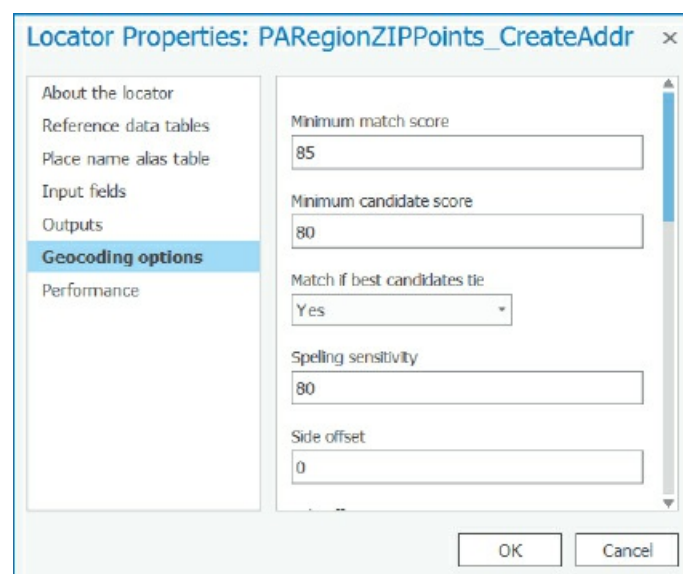 Locator Properties: PARegionZIPPoints_CreateAddr ×
About the locator
Reference data tables
Place name alias table
Input fields
Outputs
Geocoding options
Performance
Minimum match score
85
Minimum candidate score
80
Match if best candidates tie
Yes
Speling sensitivity
80
Side offset
0
OK
Cancel